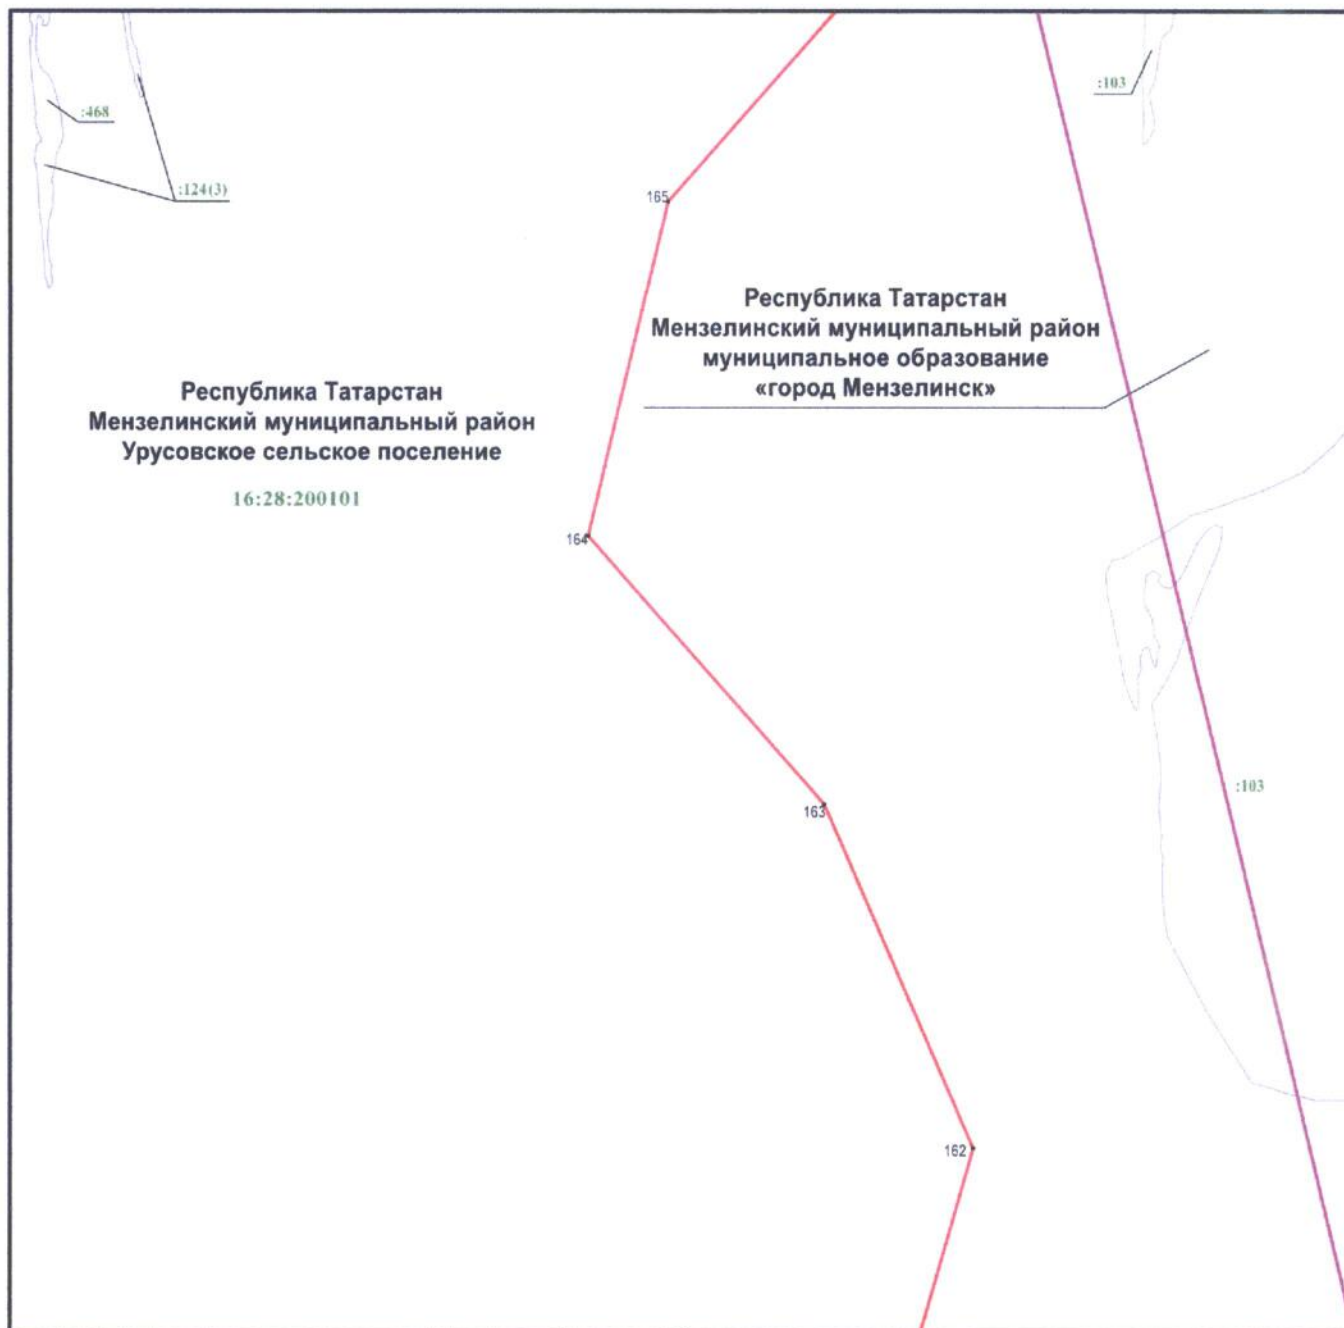 :103
:468
:124(3)
165
Республика Татарстан
Мензелинский муниципальный район
муниципальное образование
«город Мензелинск»
Республика Татарстан
Мензелинский муниципальный район
Урусовское сельское поселение
16:28:200101
164
:103
163
162